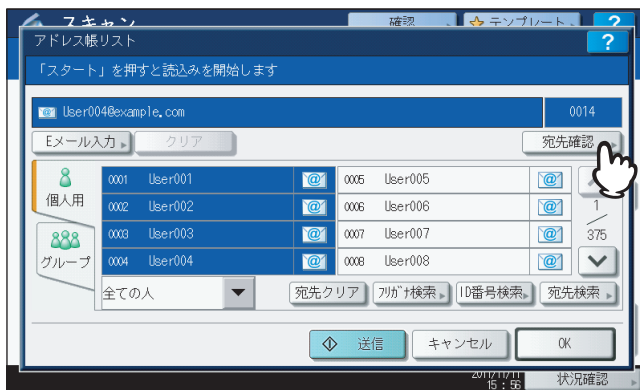 スキャン 確認 テンプレート ?
アドレス帳リスト ?
「スタート」を押すと読込みを開始します
User004@example.com 0014
Eメール入力 クリア 宛先確認
個人用
グループ
0001 User001 0005 User005
0002 User002 0006 User006
0003 User003 0007 User007
0004 User004 0008 User008
1
375
全ての人 宛先クリア フリガナ検索 ID番号検索 宛先検索
送信 キャンセル OK
2011/11/11
15:56 状況確認